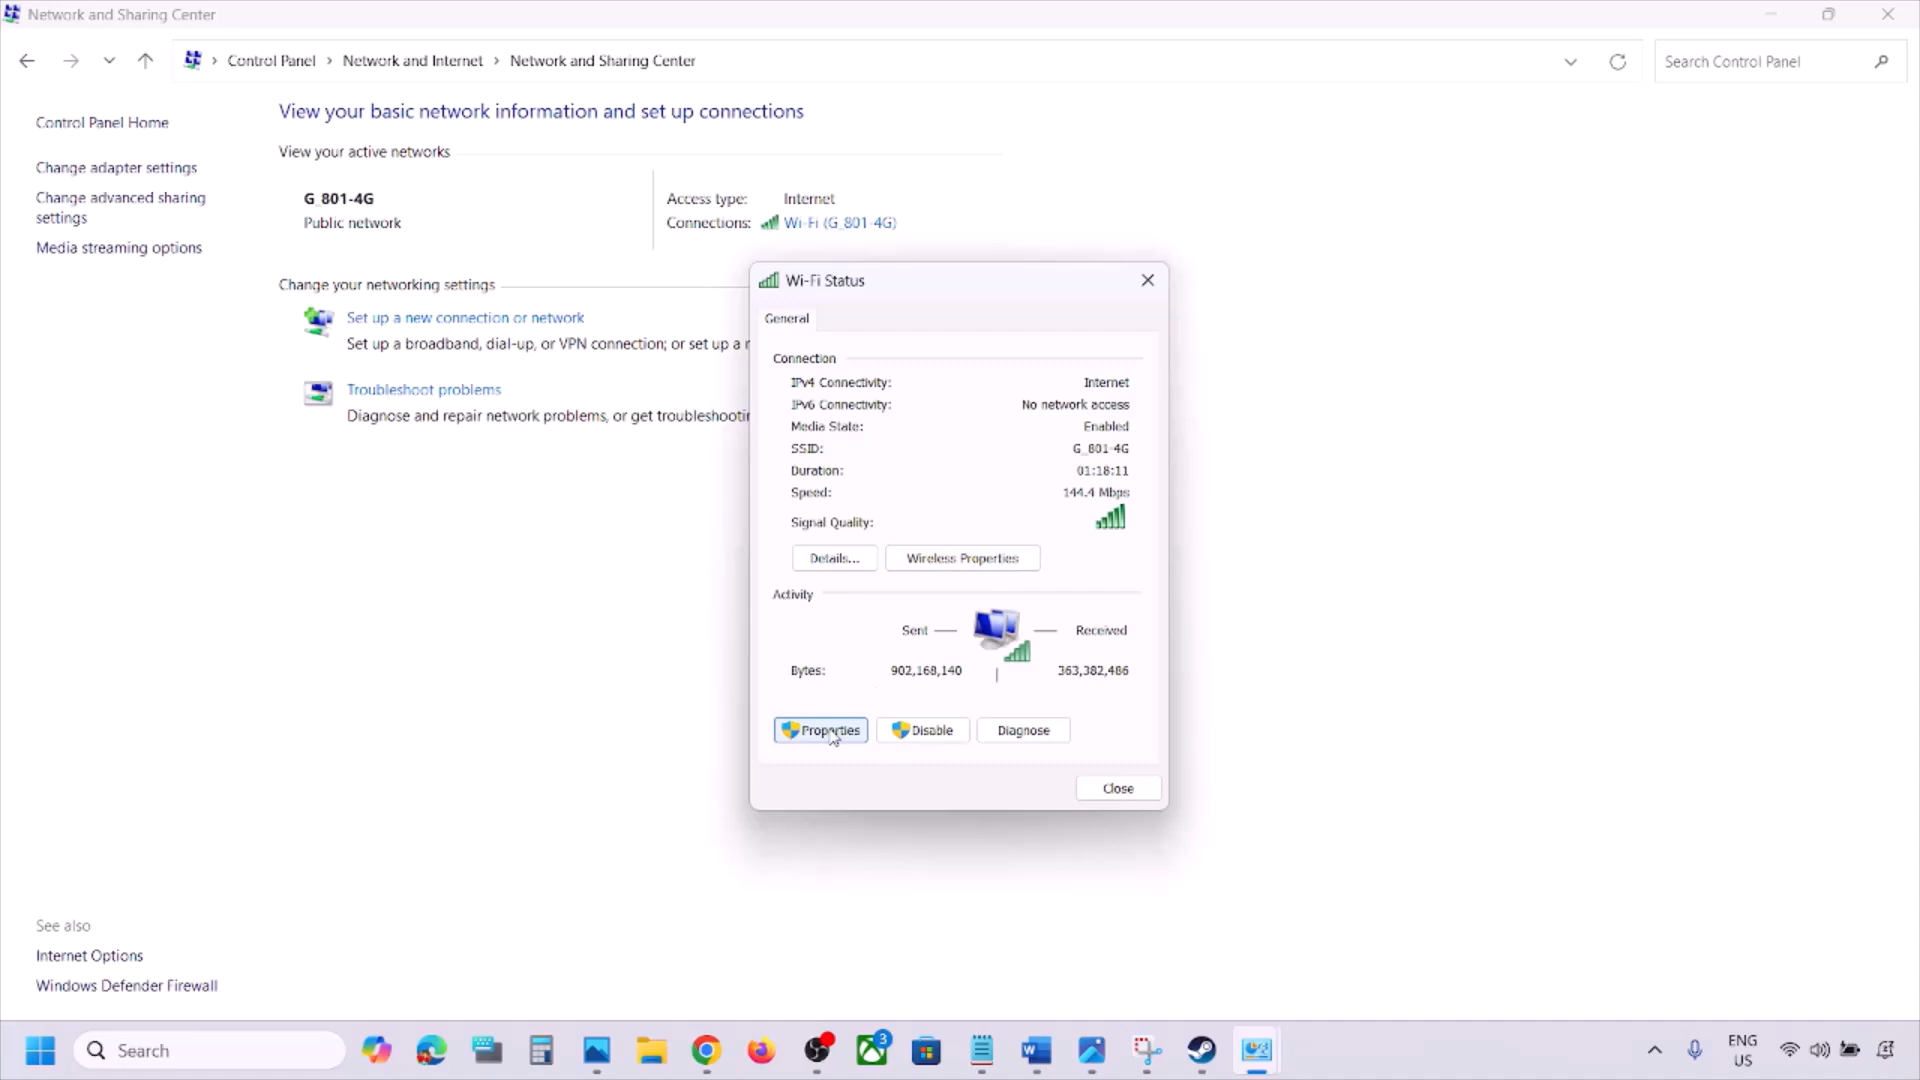 Network and Sharing Center
Control Panel > Network and Internet > Network and Sharing Center
Search Control Panel
Control Panel Home
Change adapter settings
Change advanced sharing
settings
Media streaming options
View your basic network information and set up connections
View your active networks
G_801-4G
Public network
Access type: Internet
Connections: Wi-Fi (G_801-4G)
Change your networking settings
Set up a new connection or network
Set up a broadband, dial-up, or VPN connection; or set up a
Troubleshoot problems
Diagnose and repair network problems, or get
Wi-Fi Status
General
Connection
IPv4 Connectivity: Internet
IPv6 Connectivity: No network access
Media State: Enabled
SSID: G_801-4G
Duration: 01:18:11
Speed: 144.4 Mbps
Signal Quality:
Details... Wireless Properties
Activity
Sent — — Received
Bytes: 902,168,140 | 363,382,486
Properties Disable Diagnose
Close
See also
Internet Options
Windows Defender Firewall
Search
3
ENG
US